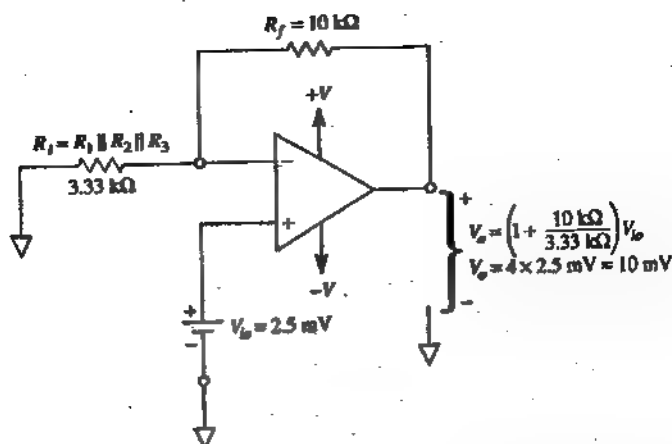 R_f = 10 kΩ
+V
R_i = R_1 || R_2 || R_3
3.33 kΩ
−
+
−V
+
V_o = (1 + 10 kΩ / 3.33 kΩ) V_io
V_o = 4 × 2.5 mV = 10 mV
−
+
V_io = 2.5 mV
−